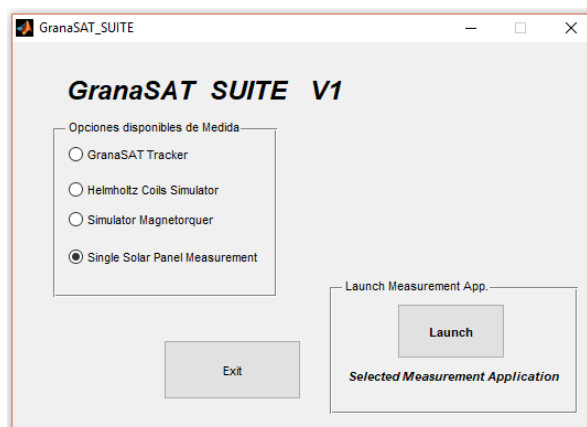 GranaSAT_SUITE
GranaSAT SUITE V1
Opciones disponibles de Medida
GranaSAT Tracker
Helmholtz Coils Simulator
Simulator Magnetorquer
Single Solar Panel Measurement
Launch Measurement App.
Launch
Exit
Selected Measurement Application